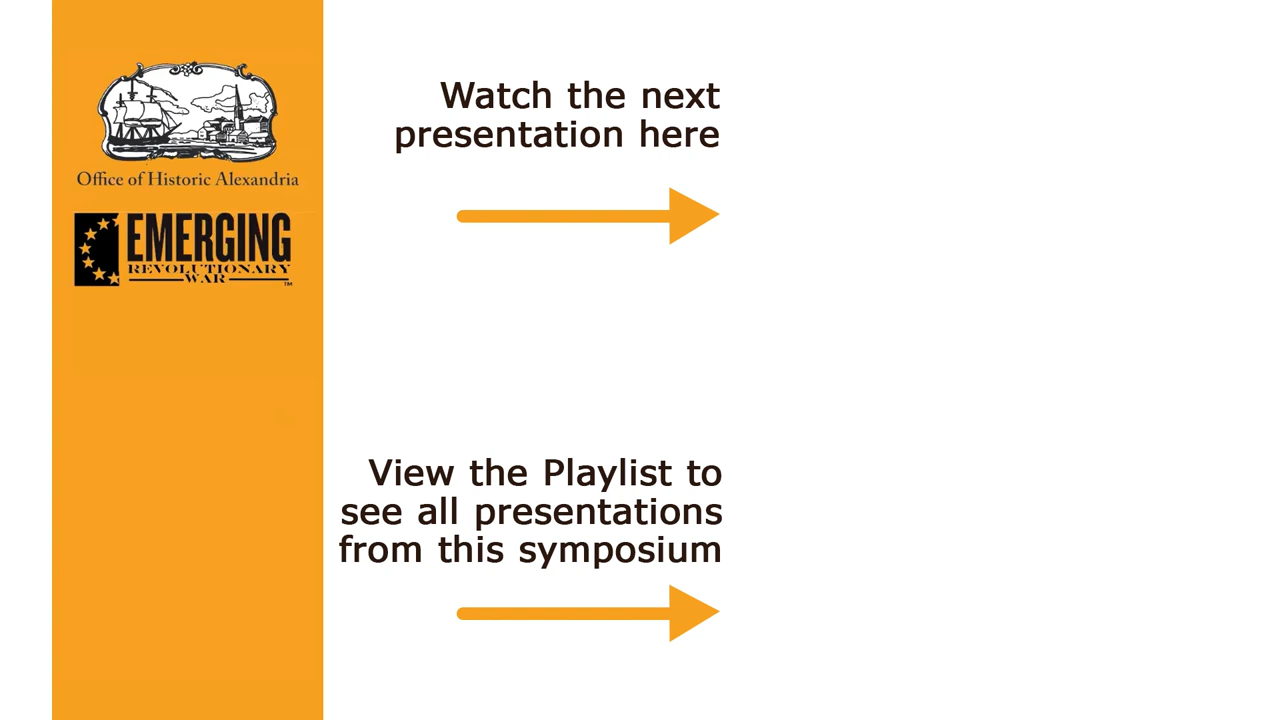 Office of Historic Alexandria
EMERGING
REVOLUTIONARY
WAR
TM
Watch the next
presentation here
View the Playlist to
see all presentations
from this symposium